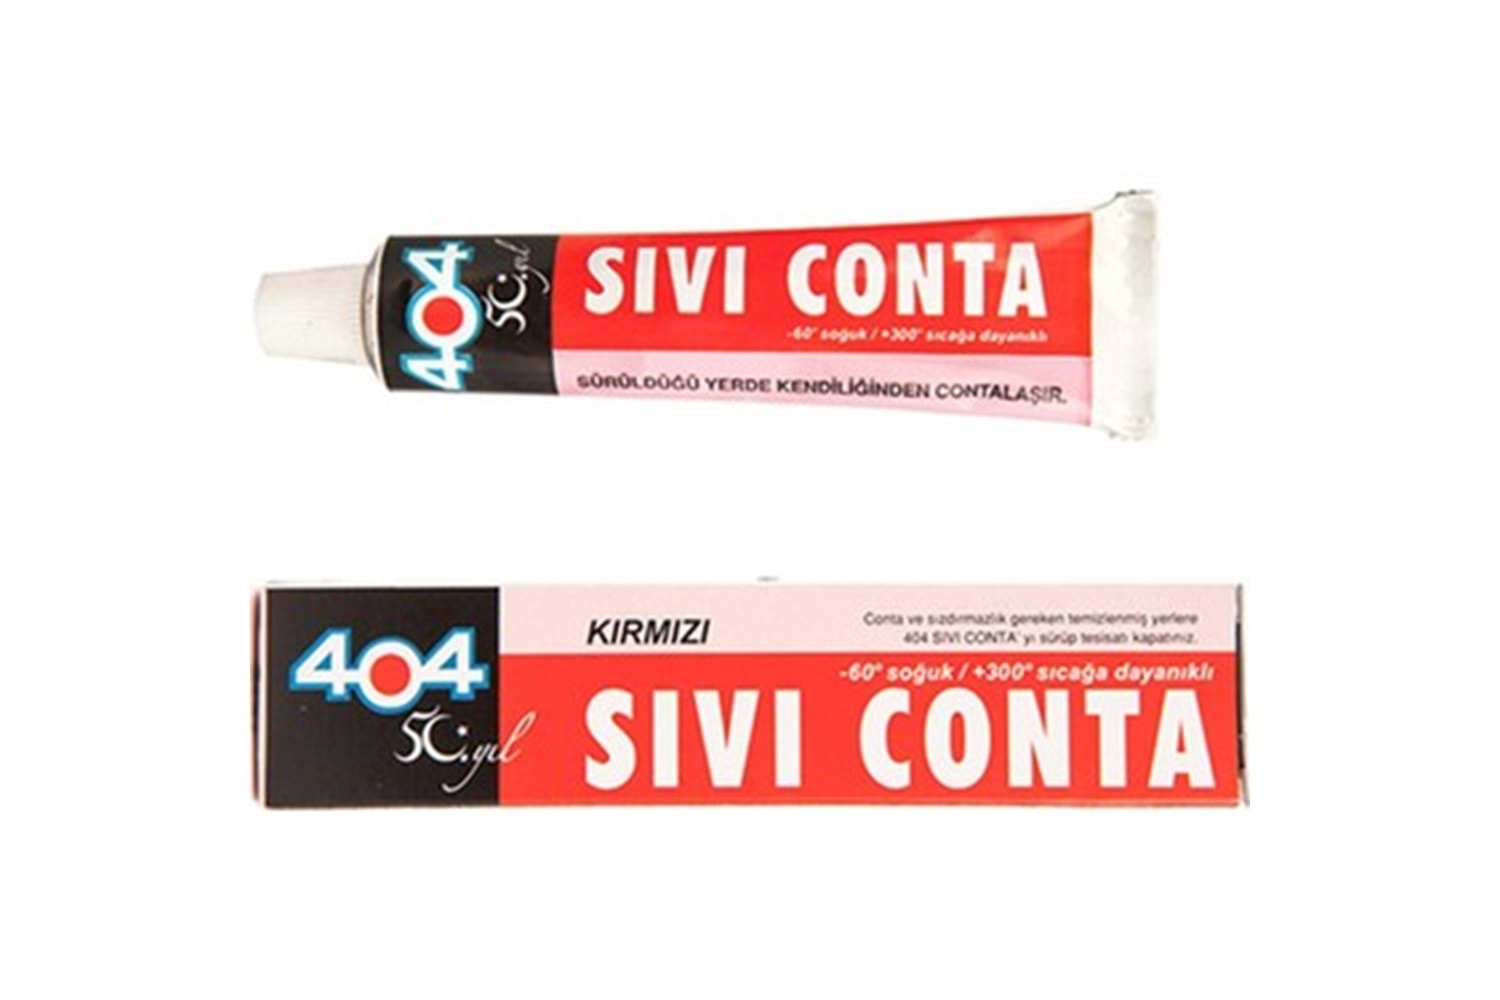 404
50.yıl
SIVI CONTA
-60° soğuk / +300° sıcağa dayanıklı
SÜRÜLDÜĞÜ YERDE KENDİLİĞİNDEN CONTALAŞIR.
404
50.yıl
KIRMIZI
Conta ve sızdırmazlık gereken temizlenmiş yerlere
404 SIVI CONTA' yı sürüp tesisatı kapatınız.
-60° soğuk / +300° sıcağa dayanıklı
SIVI CONTA